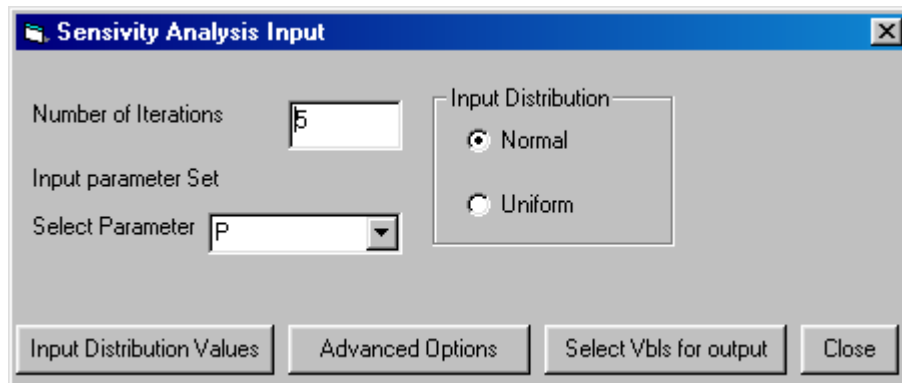 Sensivity Analysis Input
Number of Iterations
5
Input parameter Set
Select Parameter
P
Input Distribution
Normal
Uniform
Input Distribution Values
Advanced Options
Select Vbls for output
Close